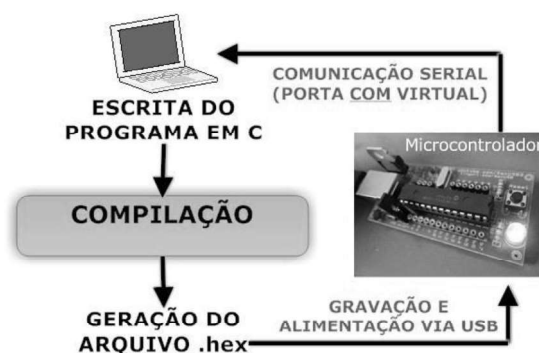 ESCRITA DO
PROGRAMA EM C
COMPILAÇÃO
GERAÇÃO DO
ARQUIVO .hex
GRAVAÇÃO E
ALIMENTAÇÃO VIA USB
Microcontrolador
COMUNICAÇÃO SERIAL
(PORTA COM VIRTUAL)